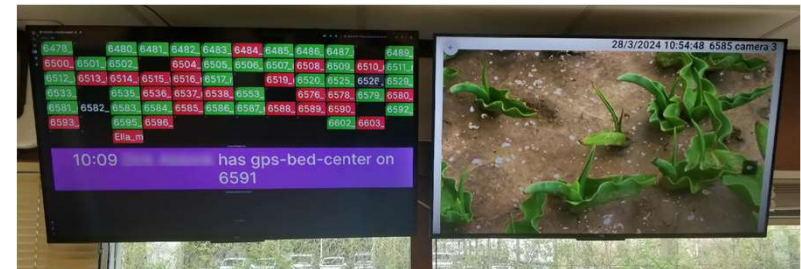 6478_ 6480_ 6481_ 6482_ 6483_ 6484_ 6485_ 6486_ 6487_ 6489_
6500_ 6501_ 6502_ 6504_ 6505_ 6506_ 6507_ 6508_ 6509_ 6510_ 6511_
6512_ 6513_ 6514_ 6515_ 6516_ 6517_ 6519_ 6520_ 6525_ 6526_ 6529_
6533_ 6535_ 6536_ 6537_ 6538_ 6553_ 6576_ 6578_ 6579_ 6580_
6581_ 6582_ 6583_ 6584_ 6585_ 6586_ 6587_ 6588_ 6589_ 6590_ 6592_
6593_ 6595_ 6596_ 6602_ 6603_
Ella_m
10:09 has gps-bed-center on
6591
28/3/2024 10:54:48 6585 camera 3